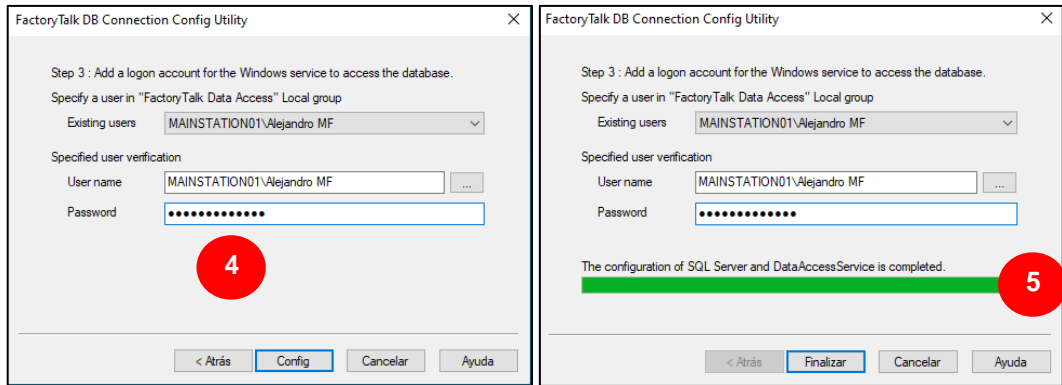 FactoryTalk DB Connection Config Utility
Step 3 : Add a logon account for the Windows service to access the database.
Specify a user in "FactoryTalk Data Access" Local group
Existing users MAINSTATION01\Alejandro MF
Specified user verification
User name MAINSTATION01\Alejandro MF ...
Password ●●●●●●●●●●●●●
4
< Atrás Config Cancelar Ayuda
FactoryTalk DB Connection Config Utility
Step 3 : Add a logon account for the Windows service to access the database.
Specify a user in "FactoryTalk Data Access" Local group
Existing users MAINSTATION01\Alejandro MF
Specified user verification
User name MAINSTATION01\Alejandro MF ...
Password ●●●●●●●●●●●●●
The configuration of SQL Server and DataAccessService is completed.
5
< Atrás Finalizar Cancelar Ayuda